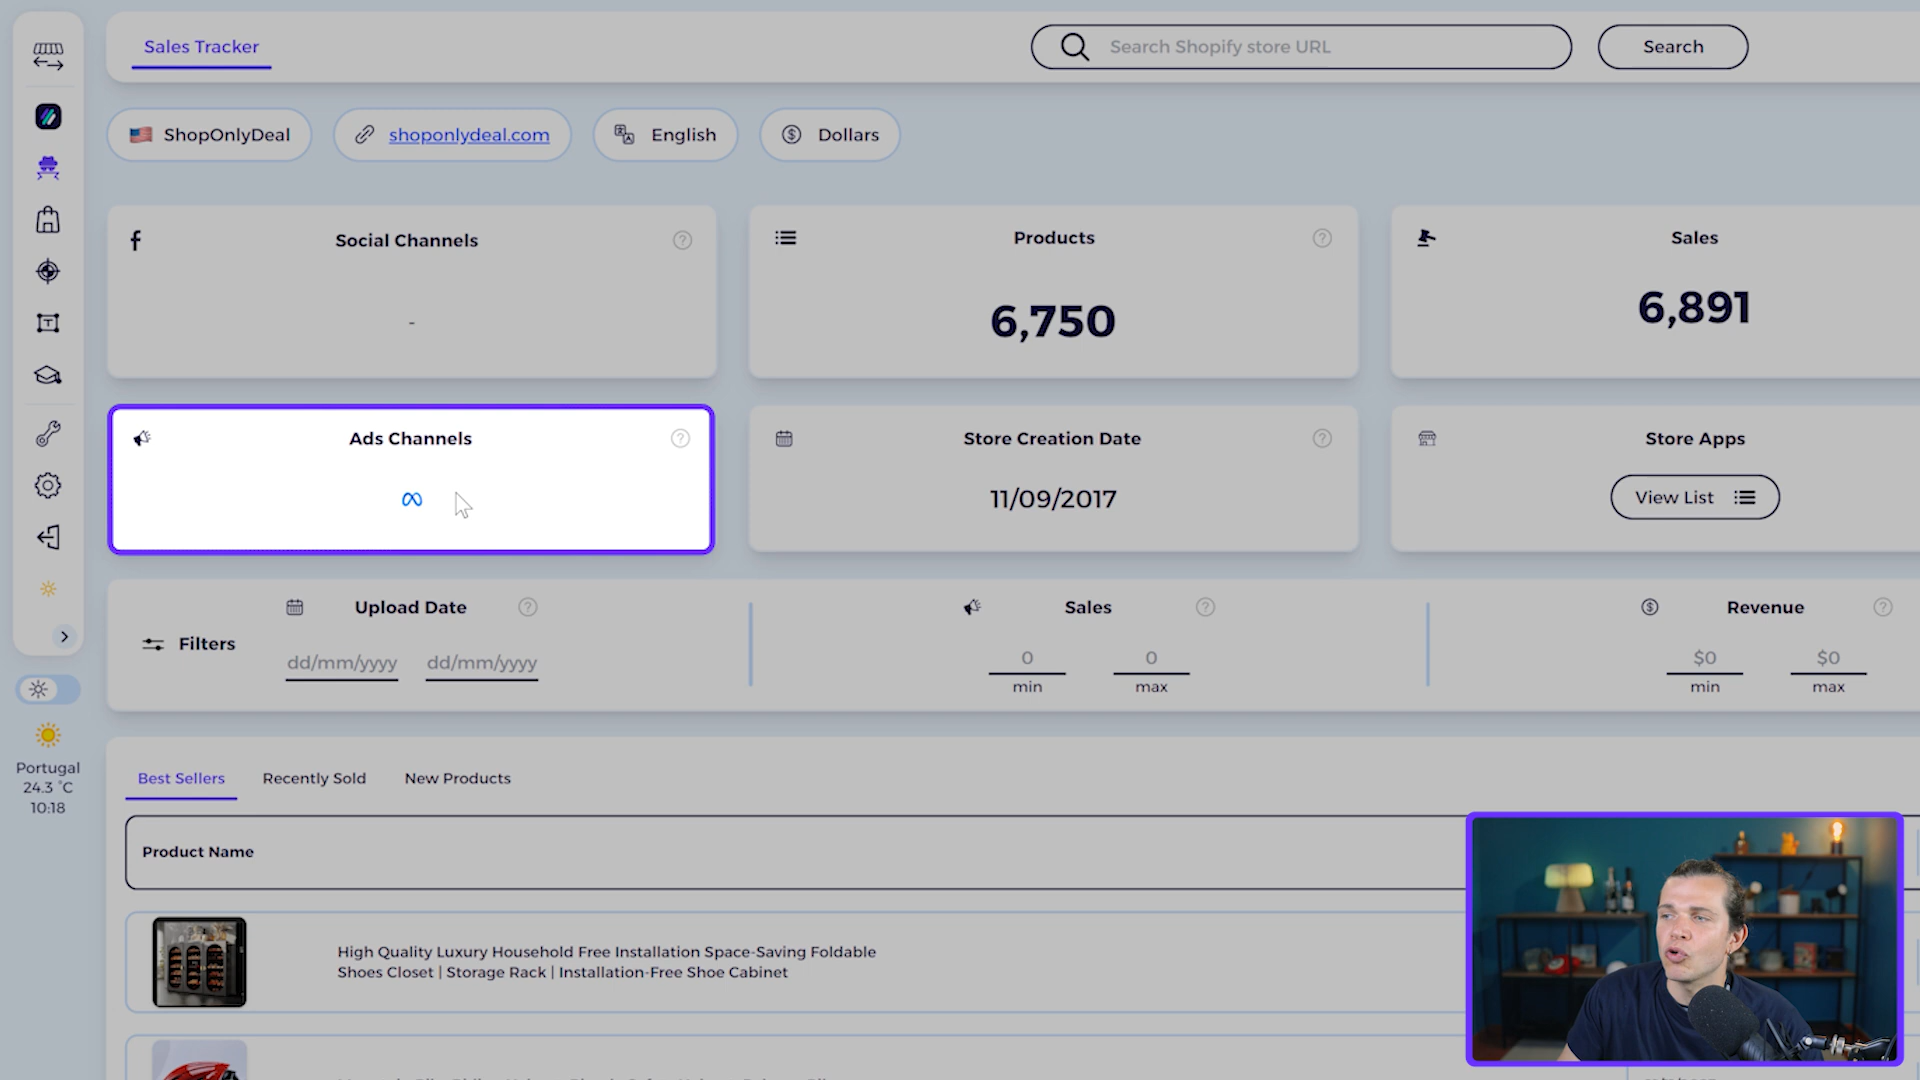 Sales Tracker
Search Shopify store URL
Search
ShopOnlyDeal
shoponlydeal.com
English
Dollars
Social Channels
-
Products
6,750
Sales
6,891
Ads Channels
Store Creation Date
11/09/2017
Store Apps
View List
Filters
Upload Date
dd/mm/yyyy dd/mm/yyyy
Sales
0 0
min max
Revenue
$0 $0
min max
Portugal
24.3 °C
10:18
Best Sellers
Recently Sold
New Products
Product Name
High Quality Luxury Household Free Installation Space-Saving Foldable
Shoes Closet | Storage Rack | Installation-Free Shoe Cabinet